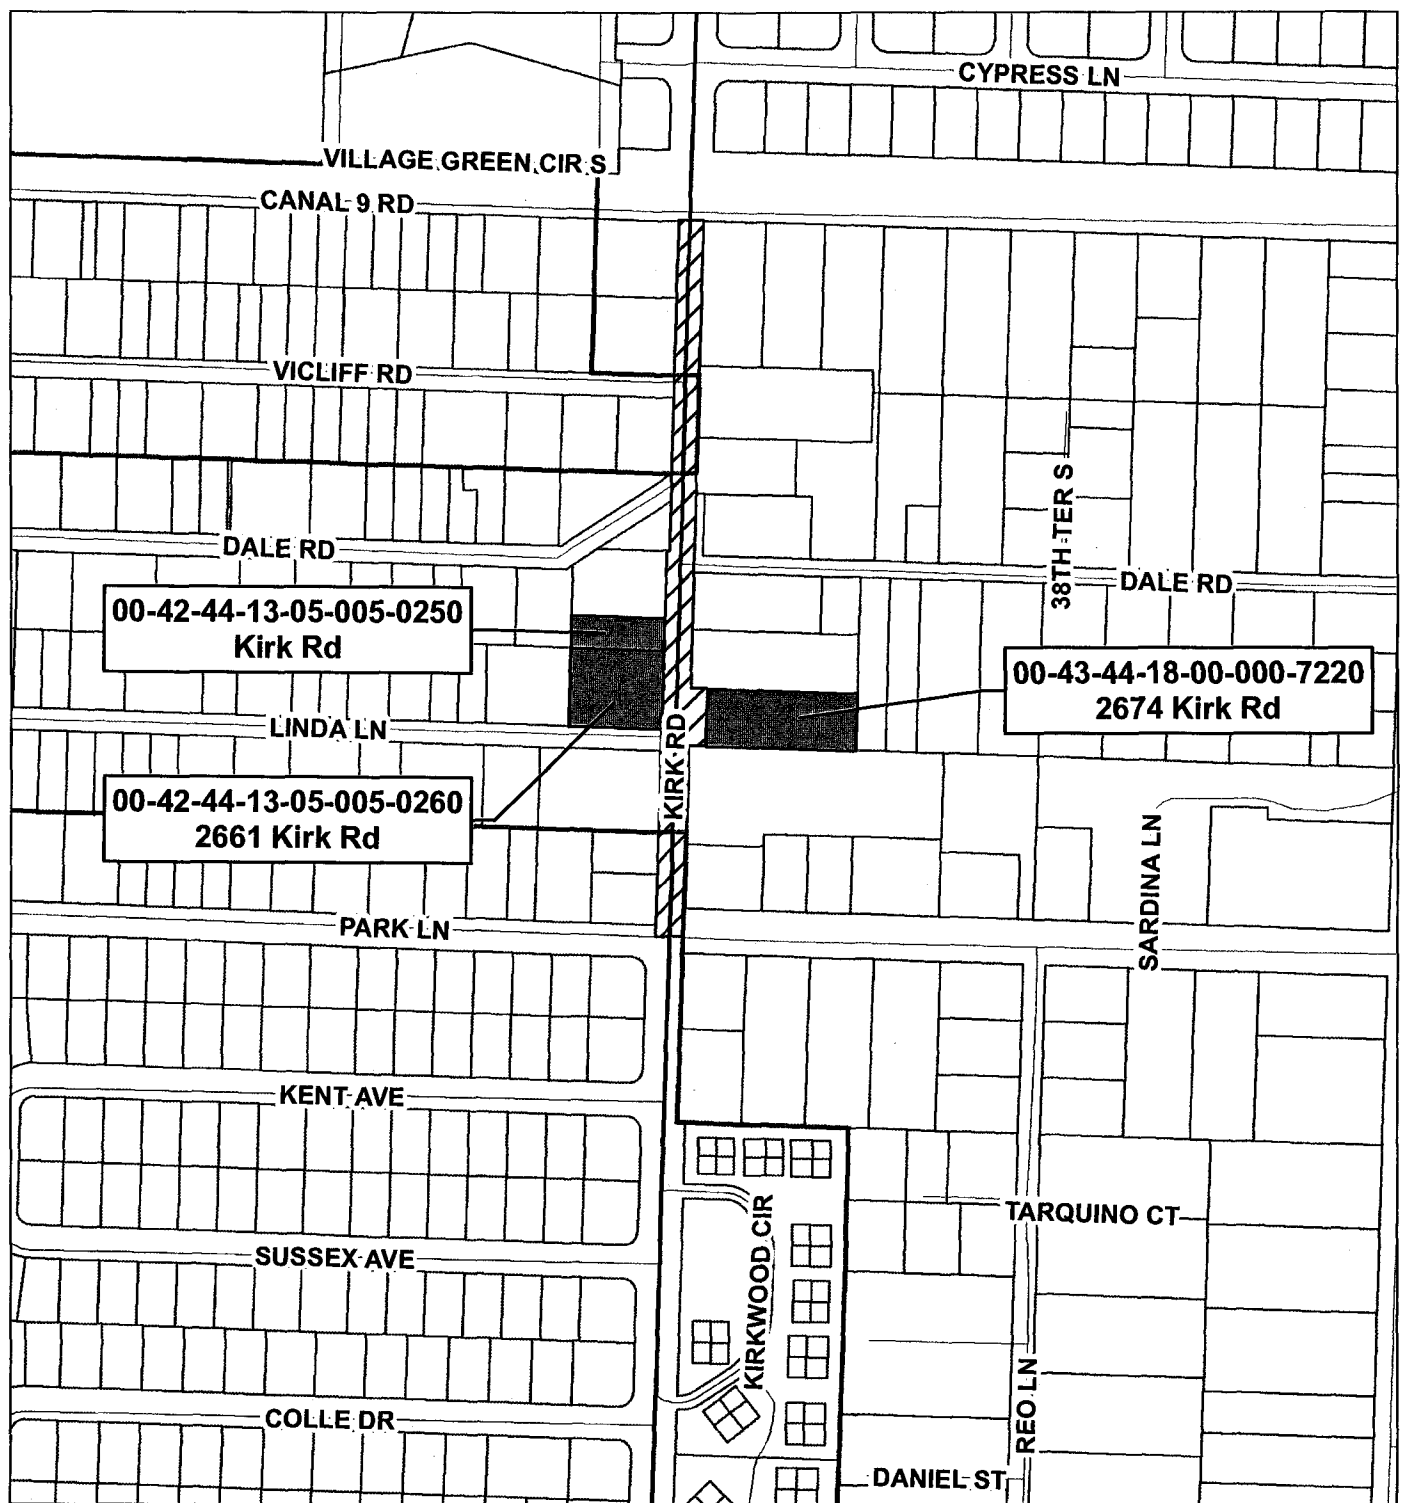 CYPRESS LN
VILLAGE GREEN CIR S
CANAL 9 RD
VICLIFF RD
38TH TER S
DALE RD
DALE RD
00-42-44-13-05-005-0250
Kirk Rd
00-43-44-18-00-000-7220
2674 Kirk Rd
LINDA LN
KIRK RD
00-42-44-13-05-005-0260
2661 Kirk Rd
SARDINA LN
PARK LN
KENT AVE
TARQUINO CT
SUSSEX AVE
KIRKWOOD CIR
REO LN
COLLE DR
DANIEL ST